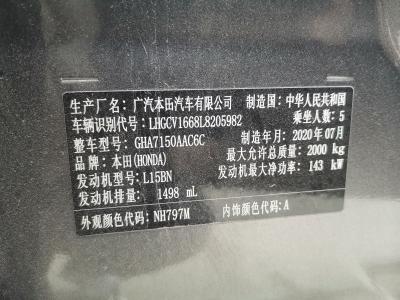 生产厂名：广汽本田汽车有限公司 制造国：中华人民共和国
车辆识别代号：LHGCV1668L8205982 乘坐人数：5
整车型号：GHA7150AAC6C 制造年月：2020年07月
品牌：本田(HONDA) 最大允许总质量：2000 kg
发动机型号：L15BN 发动机最大净功率：143 kW
发动机排量：1498 mL
外观颜色代码：NH797M 内饰颜色代码：A